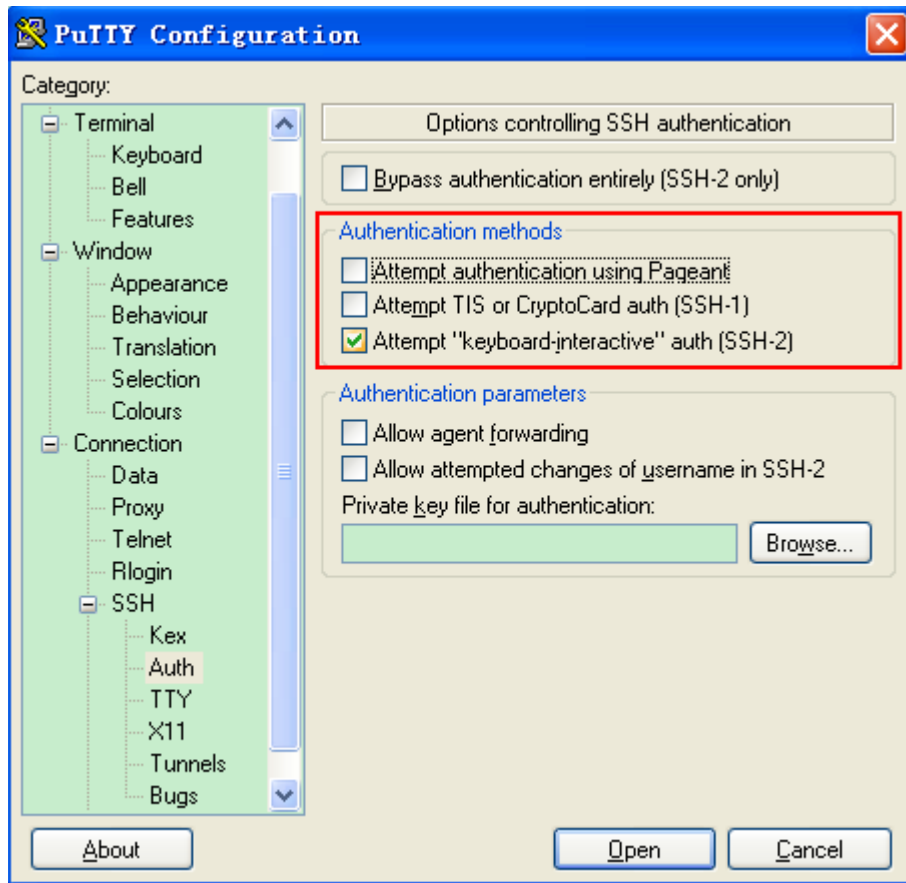 PuTTY Configuration
Category:
Terminal
Keyboard
Bell
Features
Window
Appearance
Behaviour
Translation
Selection
Colours
Connection
Data
Proxy
Telnet
Rlogin
SSH
Kex
Auth
TTY
X11
Tunnels
Bugs
Options controlling SSH authentication
Bypass authentication entirely (SSH-2 only)
Authentication methods
Attempt authentication using Pageant
Attempt TIS or CryptoCard auth (SSH-1)
Attempt "keyboard-interactive" auth (SSH-2)
Authentication parameters
Allow agent forwarding
Allow attempted changes of username in SSH-2
Private key file for authentication:
Browse...
About
Open
Cancel